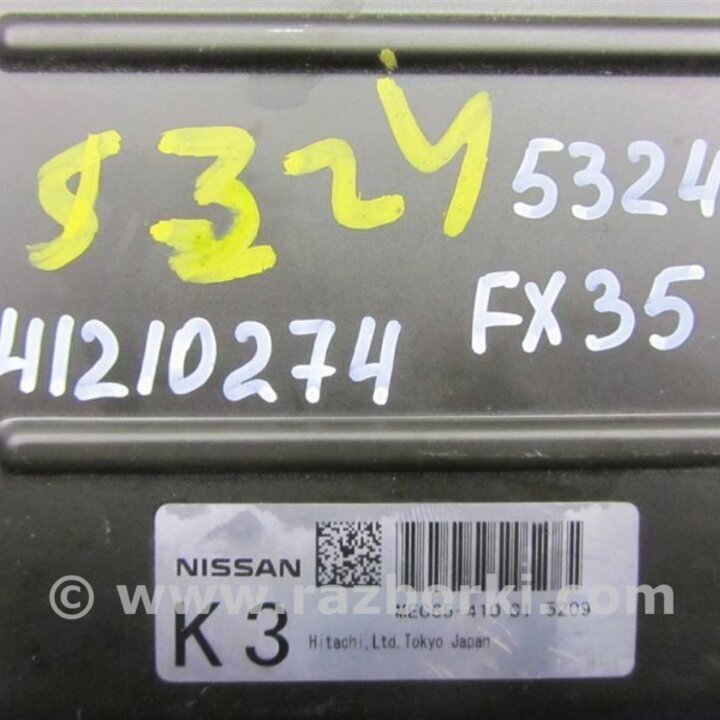 5324
5324
FX35
41210274
NISSAN
K3
Hitachi,Ltd.Tokyo Japan
© www.razborki.com